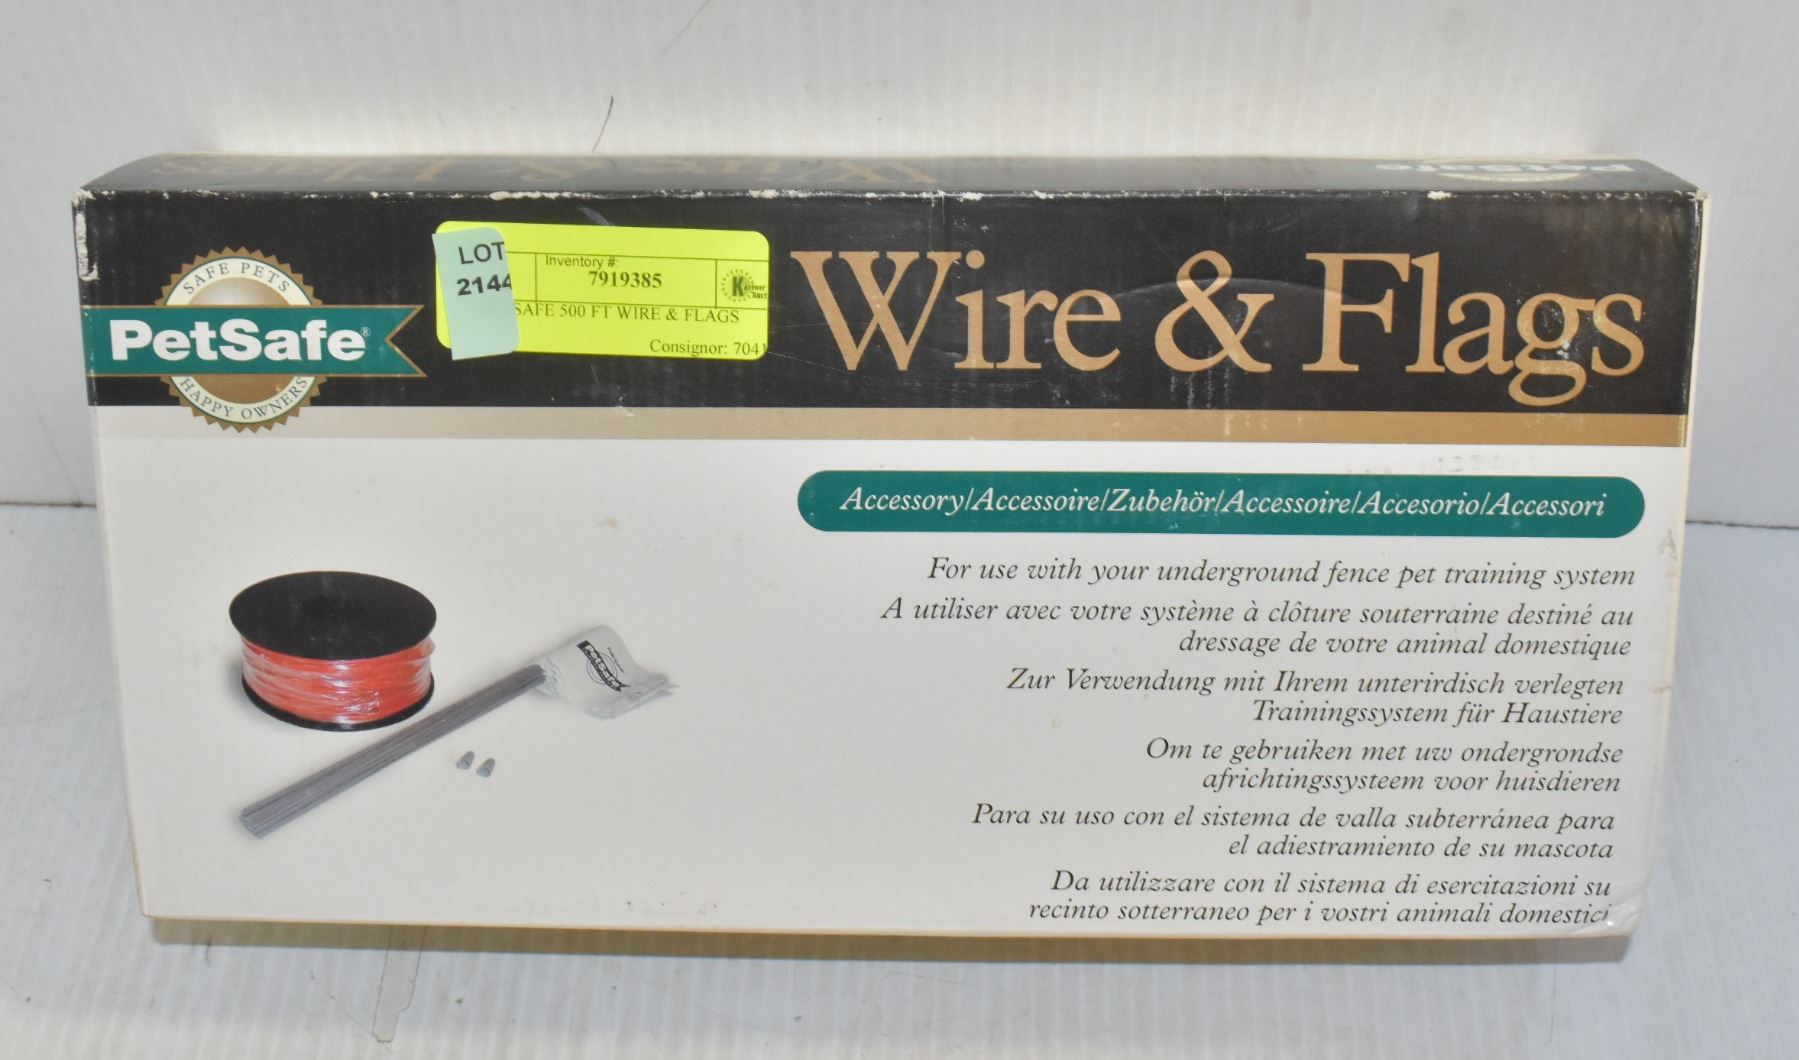 Wire & Flags
PetSafe
SAFE PETS
PetSafe®
HAPPY OWNERS
LOT
2144
Inventory #:
7919385
SAFE 500 FT WIRE & FLAGS
Consignor: 7041
Wire & Flags
Accessory/Accessoire/Zubehör/Accessoire/Accesorio/Accessori
For use with your underground fence pet training system
A utiliser avec votre système à clôture souterraine destiné au
dressage de votre animal domestique
Zur Verwendung mit Ihrem unterirdisch verlegten
Trainingssystem für Haustiere
Om te gebruiken met uw ondergrondse
africhtingssysteem voor huisdieren
Para su uso con el sistema de valla subterránea para
el adiestramiento de su mascota
Da utilizzare con il sistema di esercitazioni su
recinto sotterraneo per i vostri animali domestici
PetSafe